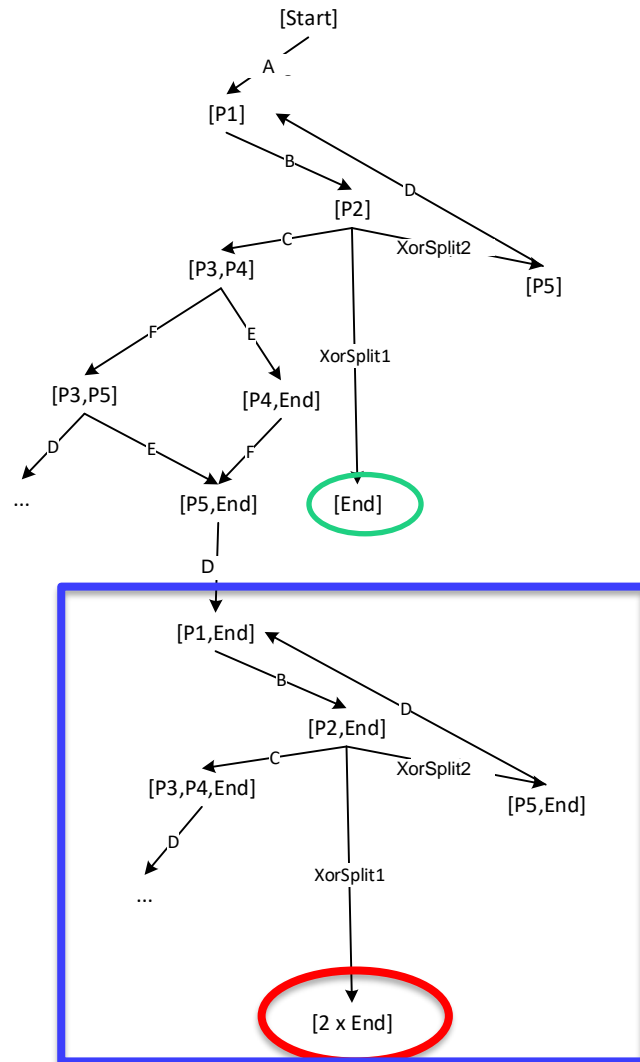 [Start]
A
[P1]
B
D
[P2]
C
XorSplit2
[P3,P4]
[P5]
F
E
XorSplit1
[P3,P5]
[P4,End]
D
E
F
...
[P5,End]
[End]
D
[P1,End]
B
D
[P2,End]
C
XorSplit2
[P3,P4,End]
[P5,End]
D
XorSplit1
...
[2 x End]